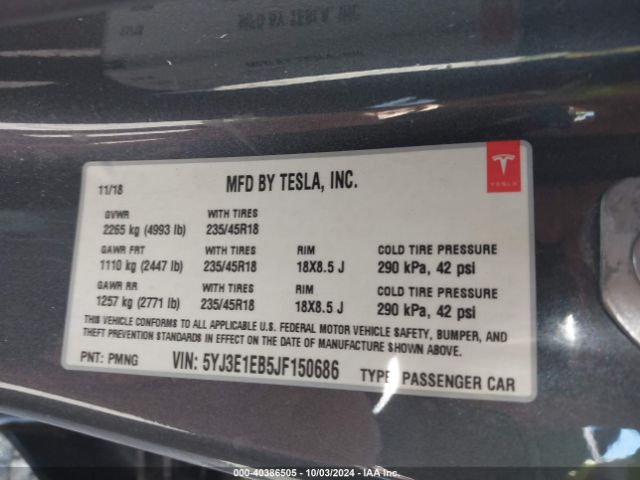 11/18
MFD BY TESLA, INC.
TESLA
GVWR WITH TIRES
2265 kg (4993 lb) 235/45R18
GAWR FRT WITH TIRES RIM COLD TIRE PRESSURE
1110 kg (2447 lb) 235/45R18 18X8.5 J 290 kPa, 42 psi
GAWR RR WITH TIRES RIM COLD TIRE PRESSURE
1257 kg (2771 lb) 235/45R18 18X8.5 J 290 kPa, 42 psi
THIS VEHICLE CONFORMS TO ALL APPLICABLE U.S. FEDERAL MOTOR VEHICLE SAFETY, BUMPER, AND
THEFT PREVENTION STANDARDS IN EFFECT ON THE DATE OF MANUFACTURE SHOWN ABOVE.
PNT: PMNG VIN: 5YJ3E1EB5JF150686 TYPE: PASSENGER CAR
000-40386505 - 10/03/2024 - IAA Inc.